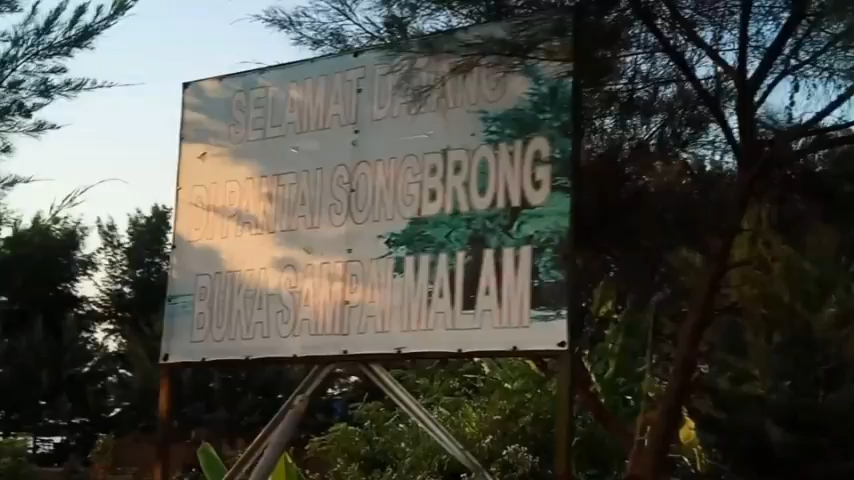 SELAMAT DATANG
DI PANTAI SONGBRONG
BUKA SAMPAI MALAM